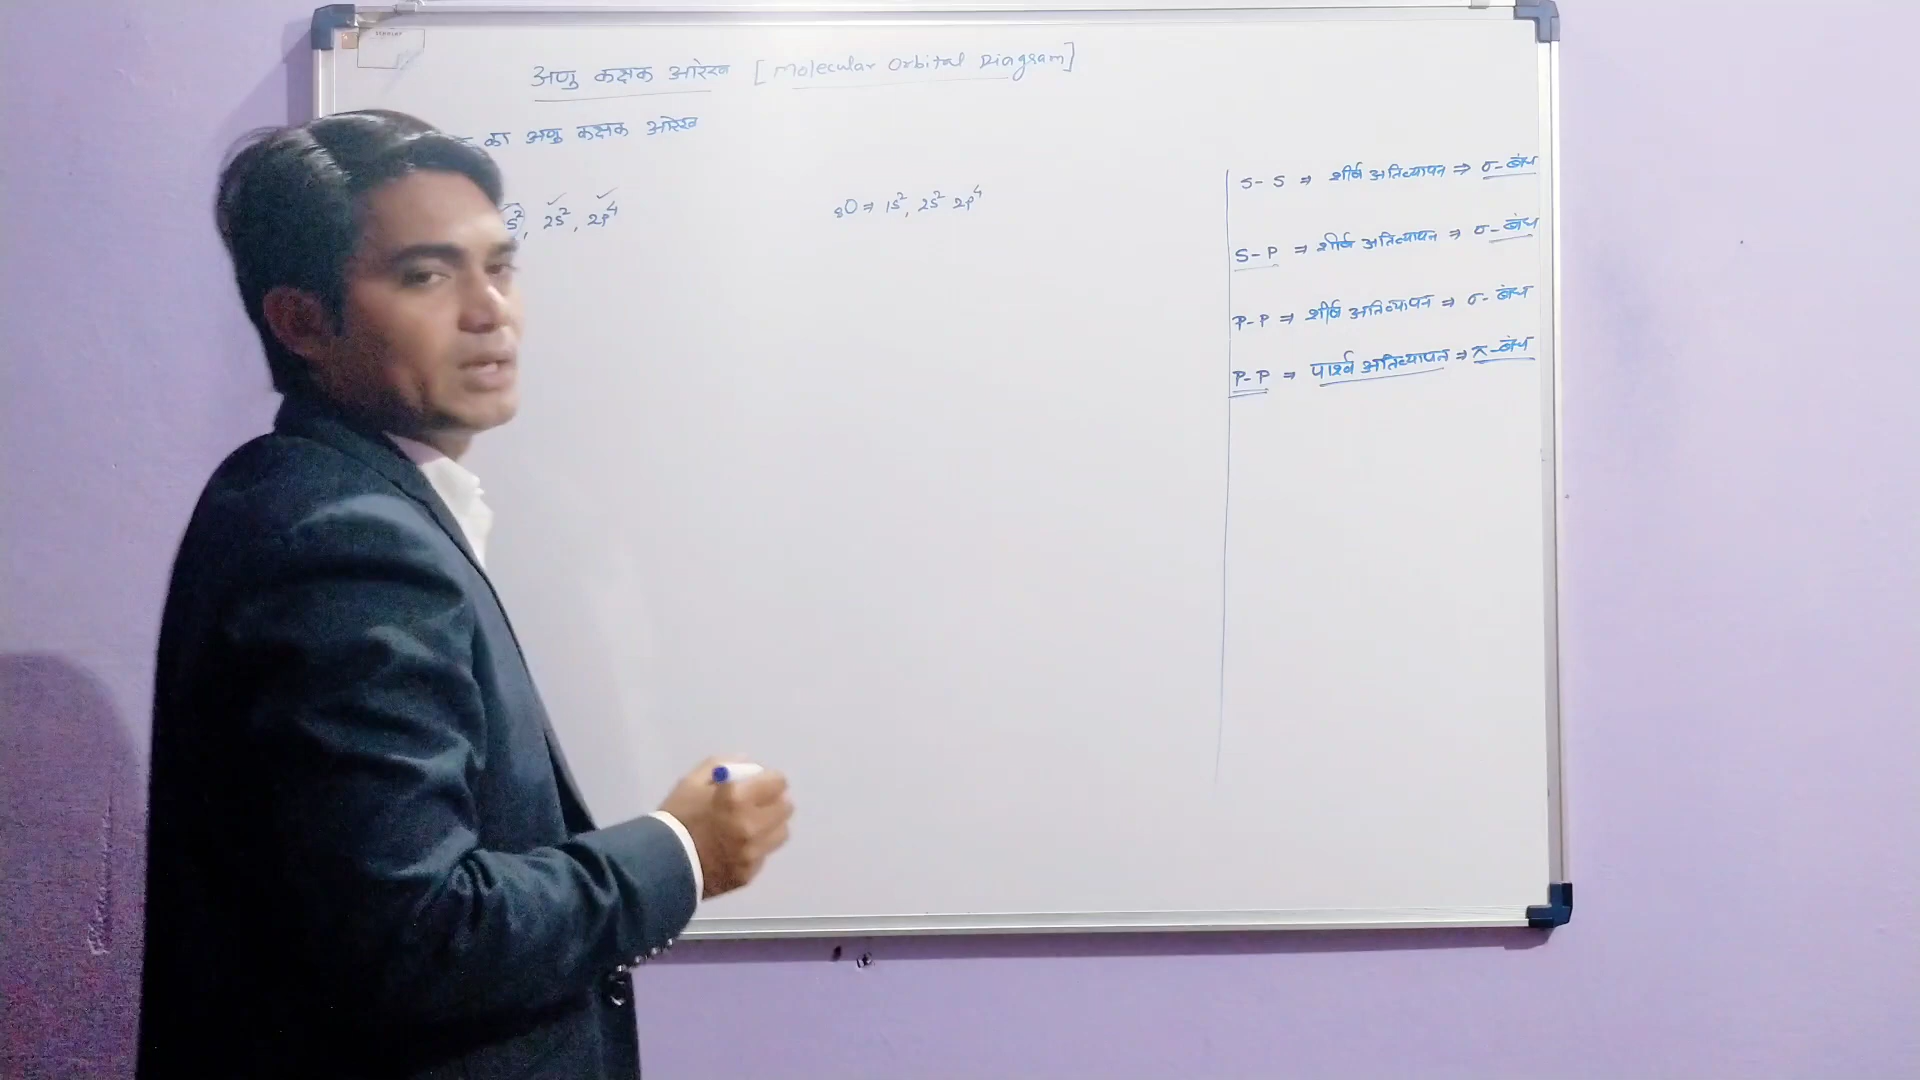 अणु कक्षक आरेख [Molecular Orbital Diagram]
का अणु कक्षक आरेख
S², 2S², 2P⁴
₈O ⇒ 1S², 2S² 2P⁴
S-S ⇒ शीर्ष अतिव्यापन ⇒ σ-बंध
S-P ⇒ शीर्ष अतिव्यापन ⇒ σ-बंध
P-P ⇒ शीर्ष अतिव्यापन ⇒ σ-बंध
P-P ⇒ पार्श्व अतिव्यापन ⇒ π-बंध